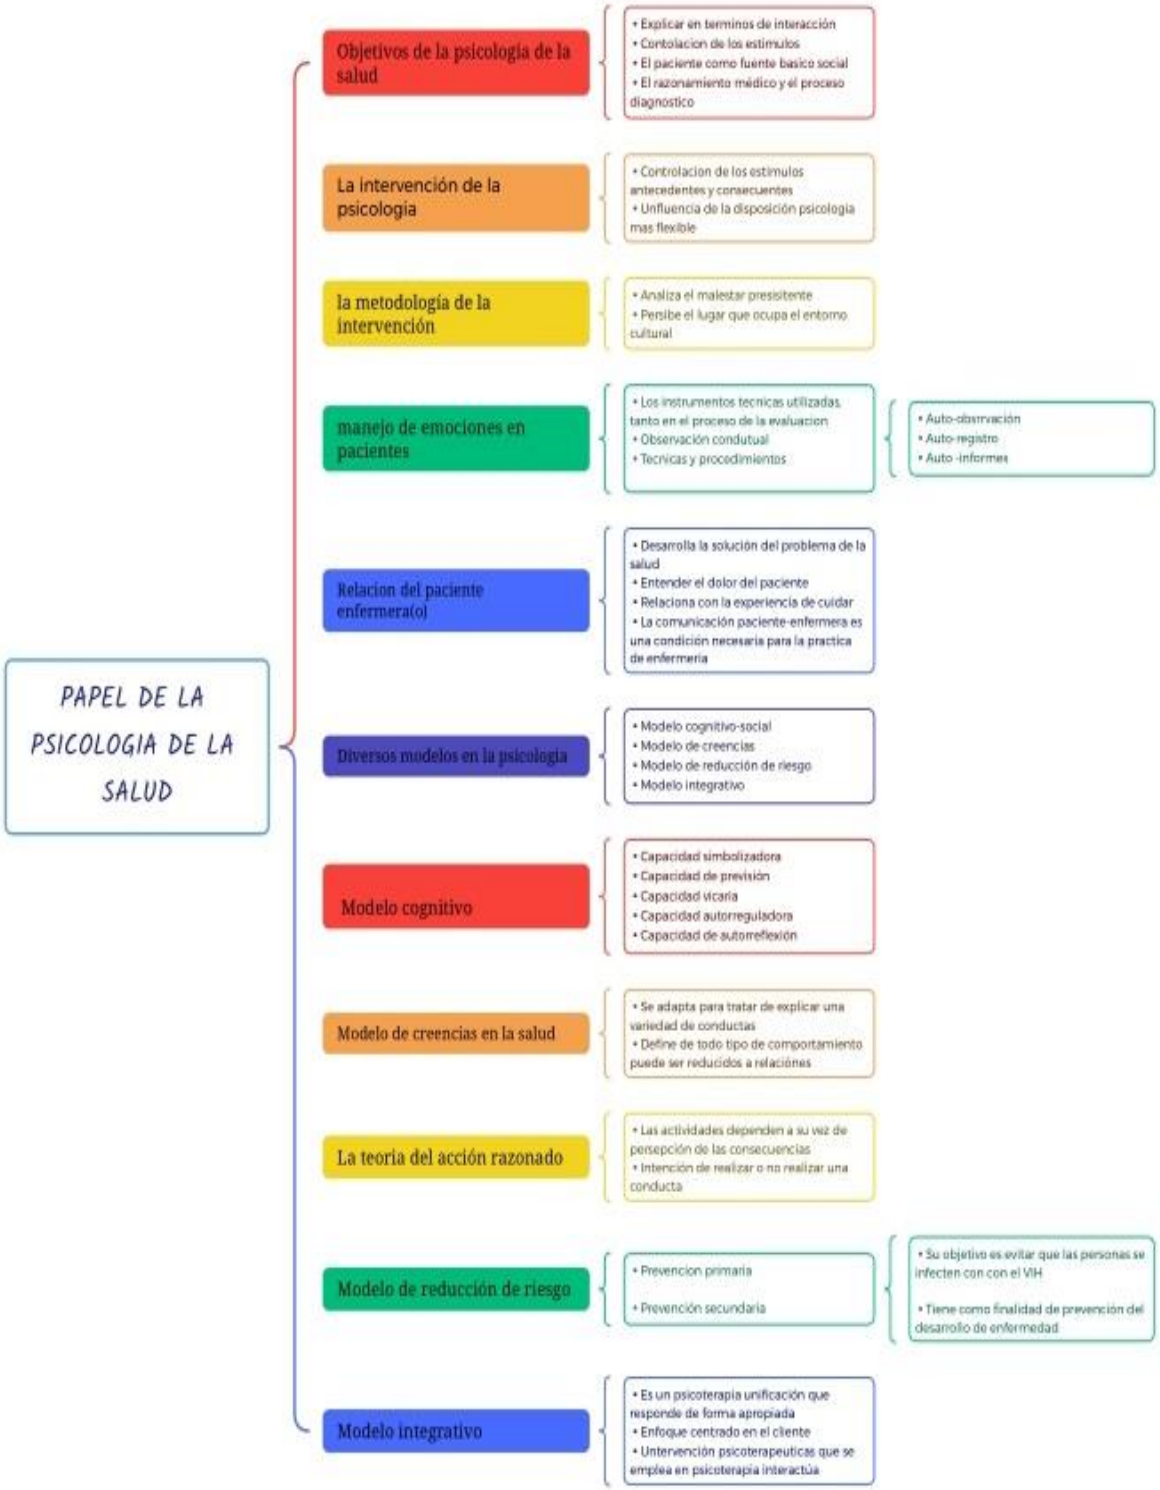 PAPEL DE LA
PSICOLOGIA DE LA
SALUD
Objetivos de la psicologia de la
salud
• Explicar en terminos de interacción
• Contolacion de los estimulos
• El paciente como fuente basico social
• El razonamiento médico y el proceso
diagnostico
La intervención de la
psicologia
• Controlacion de los estimulos
antecedentes y consecuentes
• Unfluencia de la disposición psicologia
mas flexible
la metodología de la
intervención
• Analiza el malestar presisitente
• Persibe el lugar que ocupa el entorno
cultural
manejo de emociones en
pacientes
• Los instrumentos tecnicas utilizadas,
tanto en el proceso de la evaluacion
• Observación condutual
• Tecnicas y procedimientos
• Auto-obsrrvación
• Auto-registro
• Auto -informes
Relacion del paciente
enfermera(o)
• Desarrolla la solución del problema de la
salud
• Entender el dolor del paciente
• Relaciona con la experiencia de cuidar
• La comunicación paciente-enfermera es
una condición necesaria para la practica
de enfermeria
Diversos modelos en la psicologia
• Modelo cognitivo-social
• Modelo de creencias
• Modelo de reducción de riesgo
• Modelo integrativo
Modelo cognitivo
• Capacidad simbolizadora
• Capacidad de previsión
• Capacidad vicaria
• Capacidad autorreguladora
• Capacidad de autorreflexión
Modelo de creencias en la salud
• Se adapta para tratar de explicar una
variedad de conductas
• Define de todo tipo de comportamiento
puede ser reducidos a relaciónes
La teoria del acción razonado
• Las actividades dependen a su vez de
persepción de las consecuencias
• Intención de realizar o no realizar una
conducta
Modelo de reducción de riesgo
• Prevencion primaria
• Prevención secundaria
• Su objetivo es evitar que las personas se
infecten con con el VIH
• Tiene como finalidad de prevención del
desarrollo de enfermedad
Modelo integrativo
• Es un psicoterapia unificación que
responde de forma apropiada
• Enfoque centrado en el cliente
• Untervención psicoterapeuticas que se
emplea en psicoterapia interactúa